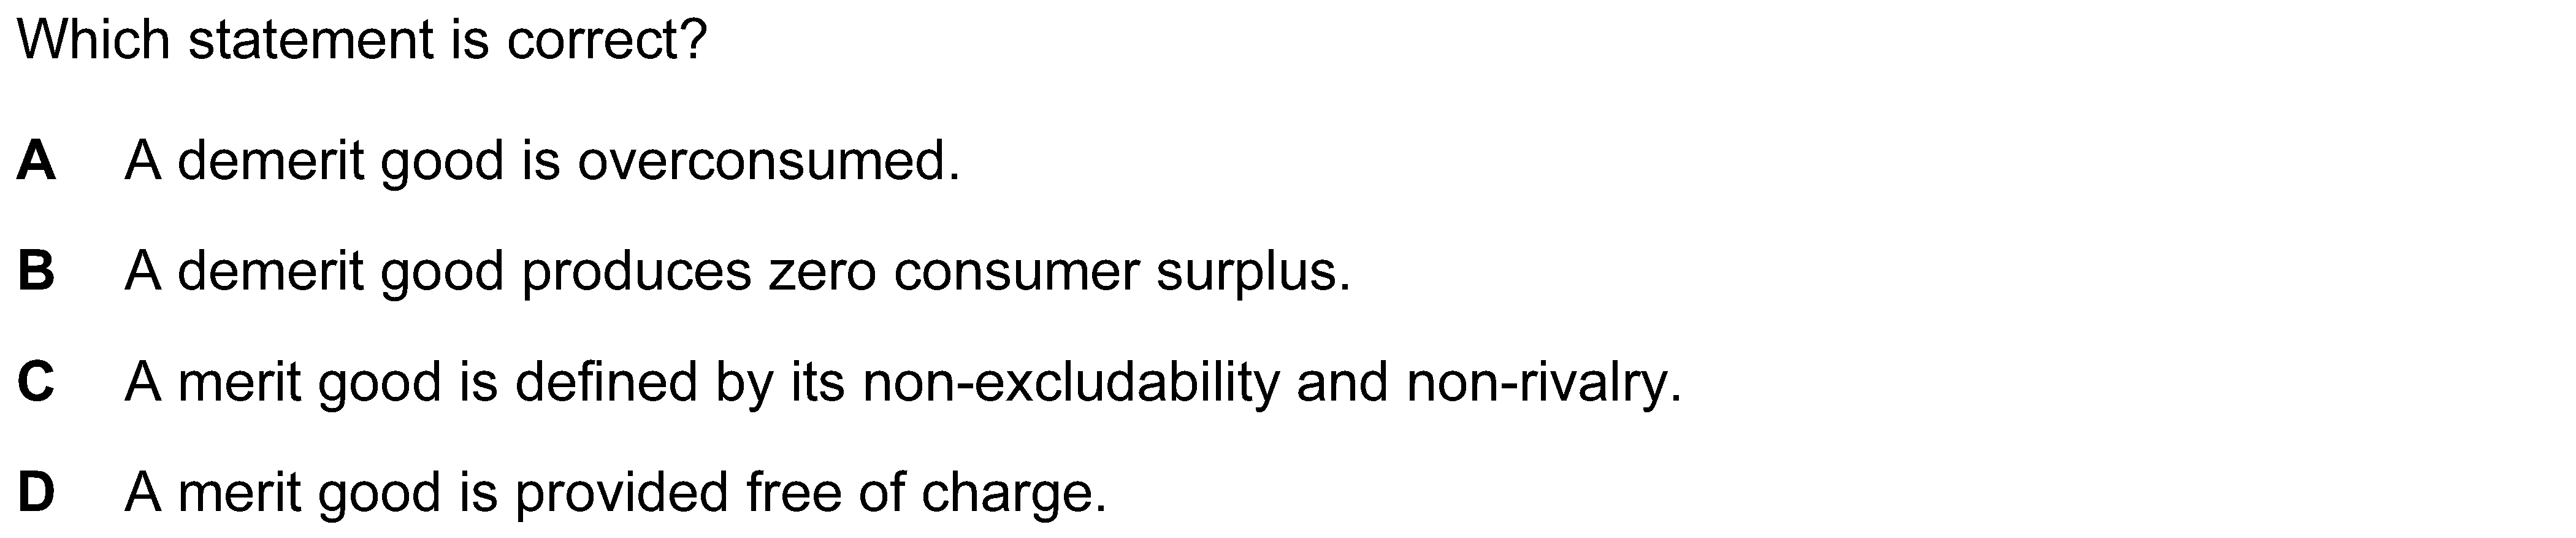 Which statement is correct?
A A demerit good is overconsumed.
B A demerit good produces zero consumer surplus.
C A merit good is defined by its non-excludability and non-rivalry.
D A merit good is provided free of charge.